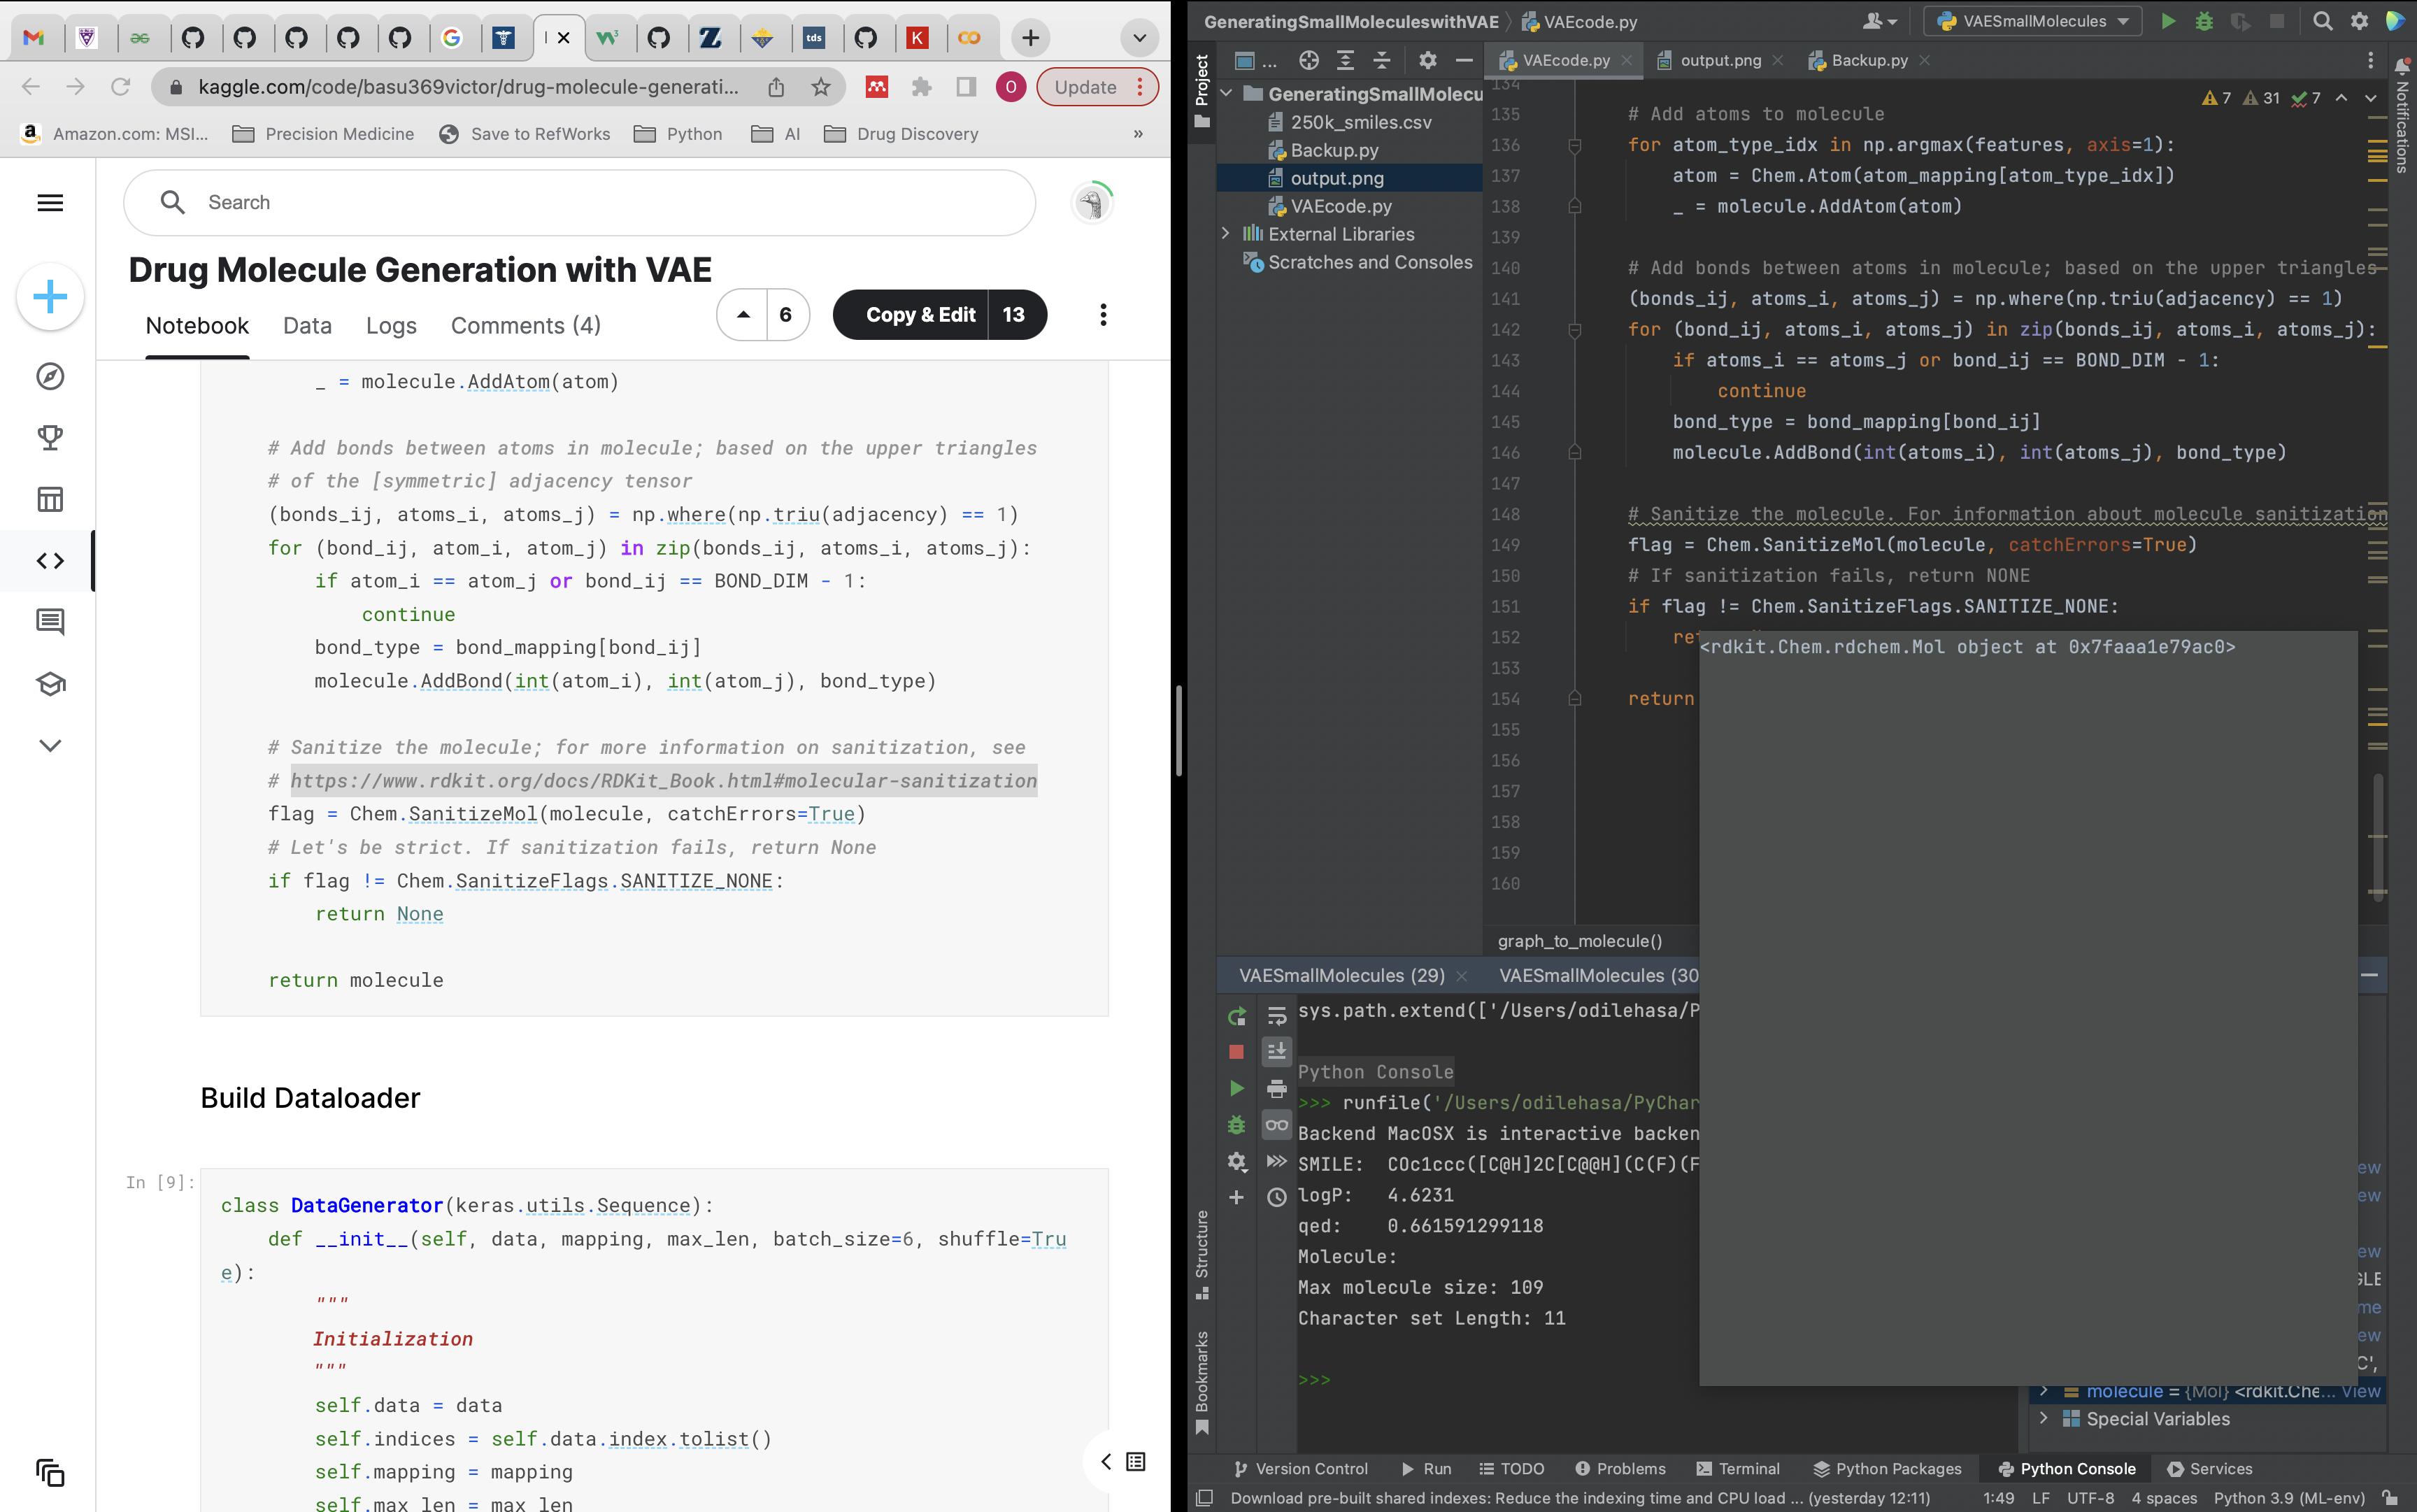 kaggle.com/code/basu369victor/drug-molecule-generati...
O
Update
Amazon.com: MSI...
Precision Medicine
Save to RefWorks
Python
AI
Drug Discovery
»
Search
Drug Molecule Generation with VAE
Notebook
Data
Logs
Comments (4)
6
Copy & Edit
13
_ = molecule.AddAtom(atom)
# Add bonds between atoms in molecule; based on the upper triangles
# of the [symmetric] adjacency tensor
(bonds_ij, atoms_i, atoms_j) = np.where(np.triu(adjacency) == 1)
for (bond_ij, atom_i, atom_j) in zip(bonds_ij, atoms_i, atoms_j):
if atom_i == atom_j or bond_ij == BOND_DIM - 1:
continue
bond_type = bond_mapping[bond_ij]
molecule.AddBond(int(atom_i), int(atom_j), bond_type)
# Sanitize the molecule; for more information on sanitization, see
# https://www.rdkit.org/docs/RDKit_Book.html#molecular-sanitization
flag = Chem.SanitizeMol(molecule, catchErrors=True)
# Let's be strict. If sanitization fails, return None
if flag != Chem.SanitizeFlags.SANITIZE_NONE:
return None
return molecule
Build Dataloader
In [9]:
class DataGenerator(keras.utils.Sequence):
def __init__(self, data, mapping, max_len, batch_size=6, shuffle=Tru
e):
"""
Initialization
"""
self.data = data
self.indices = self.data.index.tolist()
self.mapping = mapping
self.max_len = max_len
GeneratingSmallMoleculeswithVAE
VAEcode.py
VAESmallMolecules
Project
...
VAEcode.py
output.png
Backup.py
Notifications
GeneratingSmallMolecu
250k_smiles.csv
Backup.py
output.png
VAEcode.py
External Libraries
Scratches and Consoles
7
31
7
134
135 # Add atoms to molecule
136 for atom_type_idx in np.argmax(features, axis=1):
137 atom = Chem.Atom(atom_mapping[atom_type_idx])
138 _ = molecule.AddAtom(atom)
139
140 # Add bonds between atoms in molecule; based on the upper triangles
141 (bonds_ij, atoms_i, atoms_j) = np.where(np.triu(adjacency) == 1)
142 for (bond_ij, atoms_i, atoms_j) in zip(bonds_ij, atoms_i, atoms_j):
143 if atoms_i == atoms_j or bond_ij == BOND_DIM - 1:
144 continue
145 bond_type = bond_mapping[bond_ij]
146 molecule.AddBond(int(atoms_i), int(atoms_j), bond_type)
147
148 # Sanitize the molecule. For information about molecule sanitization
149 flag = Chem.SanitizeMol(molecule, catchErrors=True)
150 # If sanitization fails, return NONE
151 if flag != Chem.SanitizeFlags.SANITIZE_NONE:
152 ret
<rdkit.Chem.rdchem.Mol object at 0x7faaa1e79ac0>
153
154 return
155
156
157
158
159
160
graph_to_molecule()
VAESmallMolecules (29)
VAESmallMolecules (30
sys.path.extend(['/Users/odilehasa/P
Python Console
>>> runfile('/Users/odilehasa/PyChar
Backend MacOSX is interactive backen
SMILE: COc1ccc([C@H]2C[C@@H](C(F)(F
logP: 4.6231
qed: 0.661591299118
Molecule:
Max molecule size: 109
Character set Length: 11
>>>
ew
ew
ew
GLE
me
ew
C',
molecule = {Mol} <rdkit.Che... View
Special Variables
Structure
Bookmarks
Version Control
Run
TODO
Problems
Terminal
Python Packages
Python Console
Services
Download pre-built shared indexes: Reduce the indexing time and CPU load ... (yesterday 12:11)
1:49
LF
UTF-8
4 spaces
Python 3.9 (ML-env)